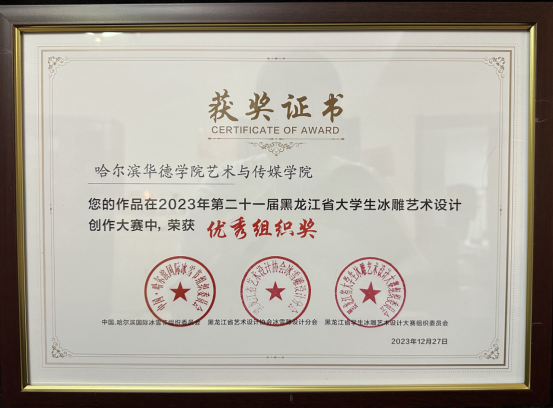 获奖证书
CERTIFICATE OF AWARD
哈尔滨华德学院艺术与传媒学院
您的作品在2023年第二十一届黑龙江省大学生冰雕艺术设计
创作大赛中, 荣获 优秀组织奖
中国.哈尔滨国际冰雪节组织委员会 黑龙江省艺术设计协会冰雪雕设计分会 黑龙江省大学生冰雕艺术设计大赛组织委员会
2023年12月27日